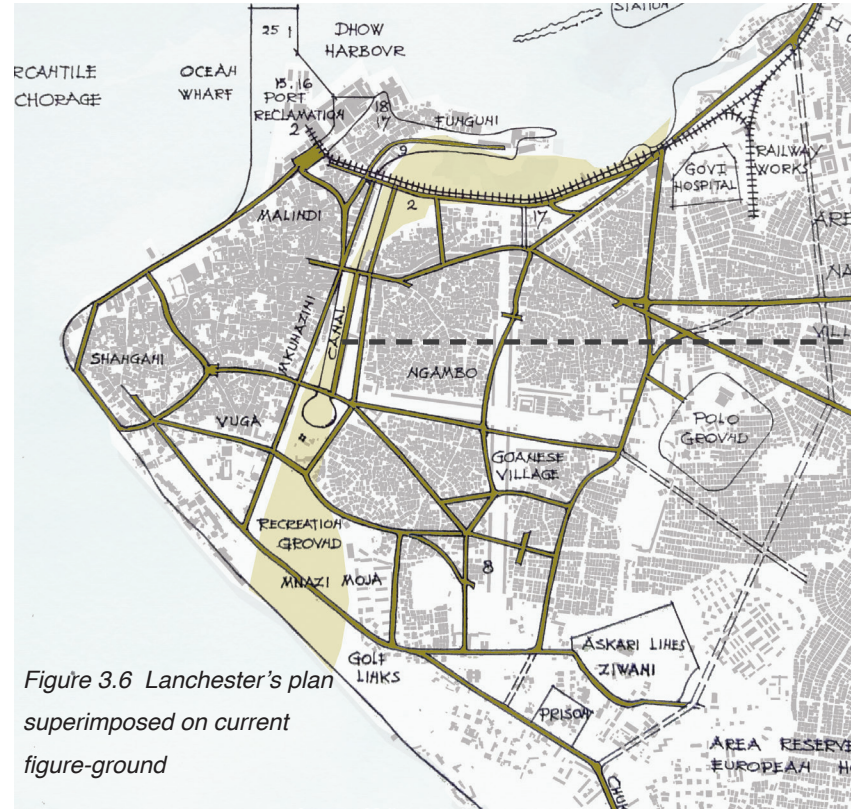 STATION
25
DHOW
HARBOUR
RCANTILE
CHORAGE
OCEAN
WHARF
15.16
PORT
RECLAMATION
2
18
17
FUNGUNI
9
GOVT
HOSPITAL
RAILWAY
WORKS
MALINDI
2
17
MKUNAZINI
CANAL
SHANGANI
NGAMBO
VUGA
POLO
GROUND
GOANESE
VILLAGE
RECREATION
GROUND
MNAZI MOJA
8
GOLF
LINKS
ASKARI LINES
ZIWANI
PRISON
AREA RESERVE
EUROPEAN HO
Figure 3.6 Lanchester's plan
superimposed on current
figure-ground